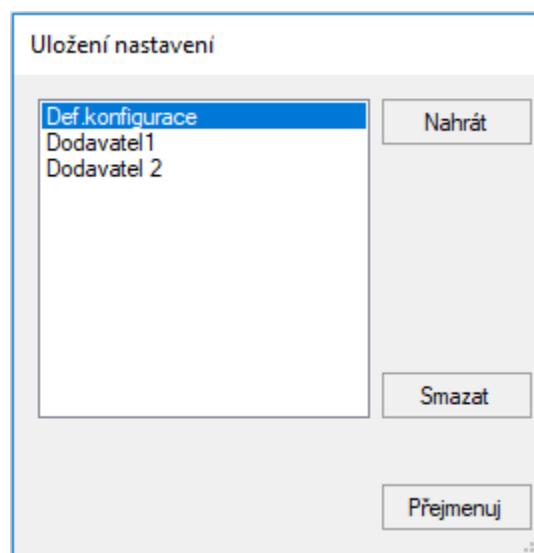 Uložení nastavení
Def.konfigurace
Dodavatel1
Dodavatel 2
Nahrát
Smazat
Přejmenuj